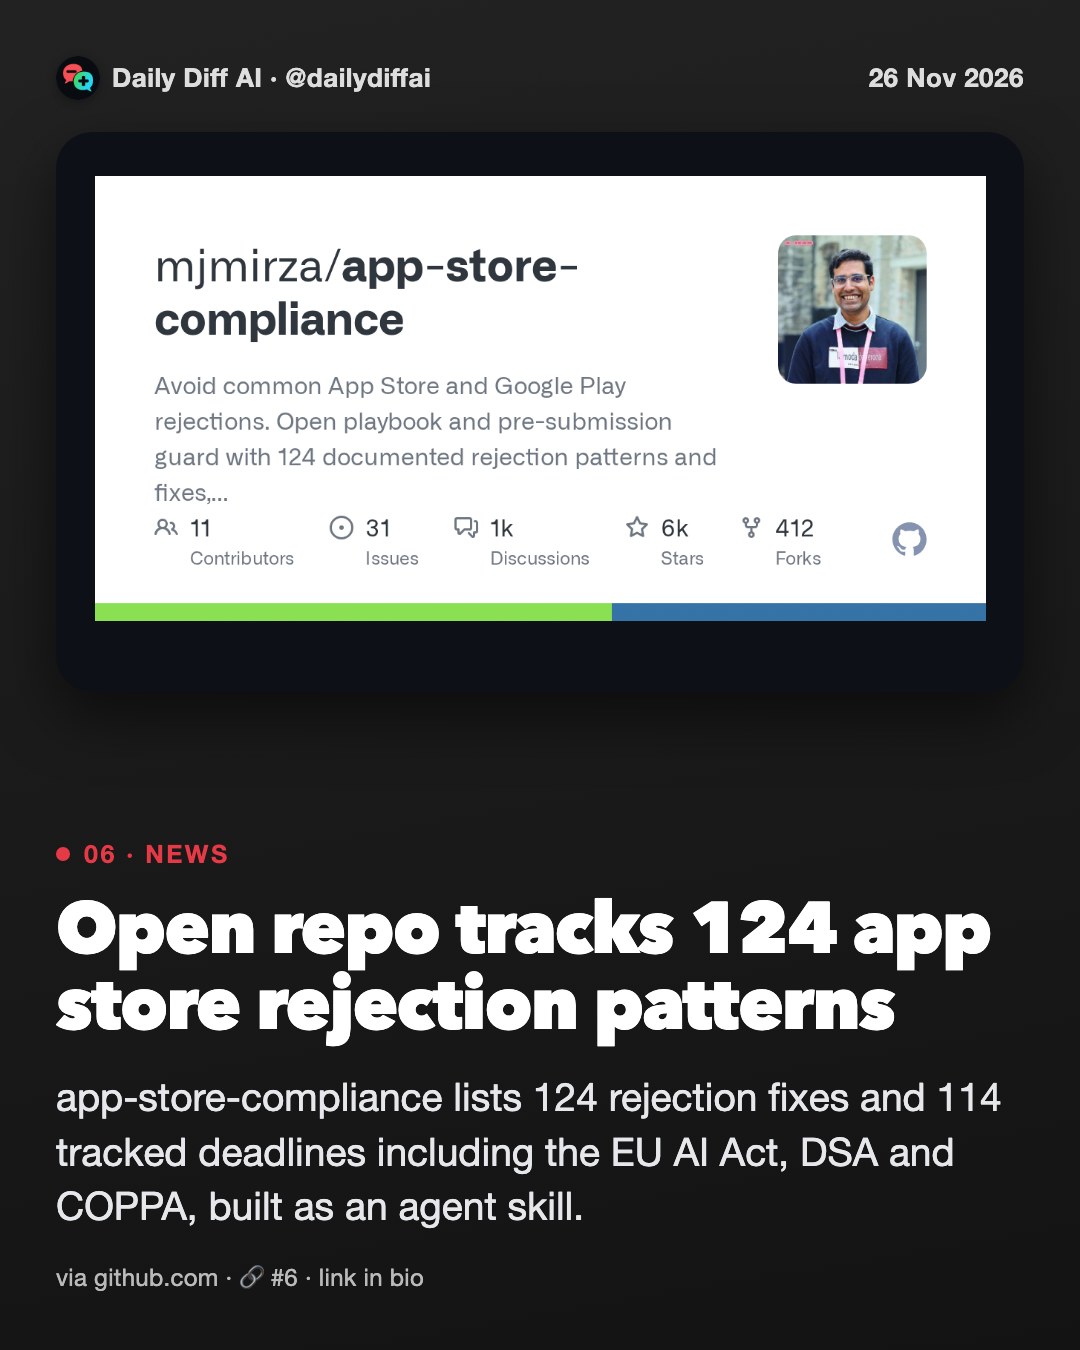 Daily Diff AI · @dailydiffai
26 Nov 2026
mjmirza/app-store-
compliance
Avoid common App Store and Google Play
rejections. Open playbook and pre-submission
guard with 124 documented rejection patterns and
fixes,...
11
Contributors
31
Issues
1k
Discussions
6k
Stars
412
Forks
06 · NEWS
Open repo tracks 124 app
store rejection patterns
app-store-compliance lists 124 rejection fixes and 114
tracked deadlines including the EU AI Act, DSA and
COPPA, built as an agent skill.
via github.com · 🔗 #6 · link in bio